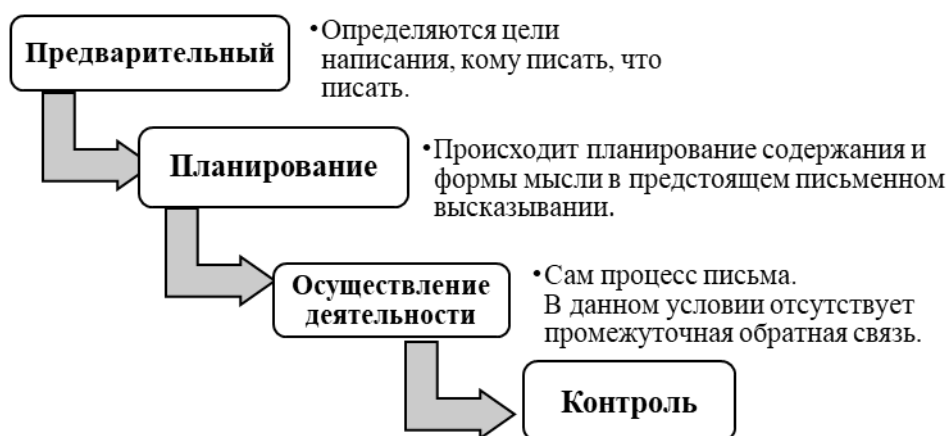 Предварительный
•Определяются цели
написания, кому писать, что
писать.
Планирование
•Происходит планирование содержания и
формы мысли в предстоящем письменном
высказывании.
Осуществление
деятельности
•Сам процесс письма.
В данном условии отсутствует
промежуточная обратная связь.
Контроль